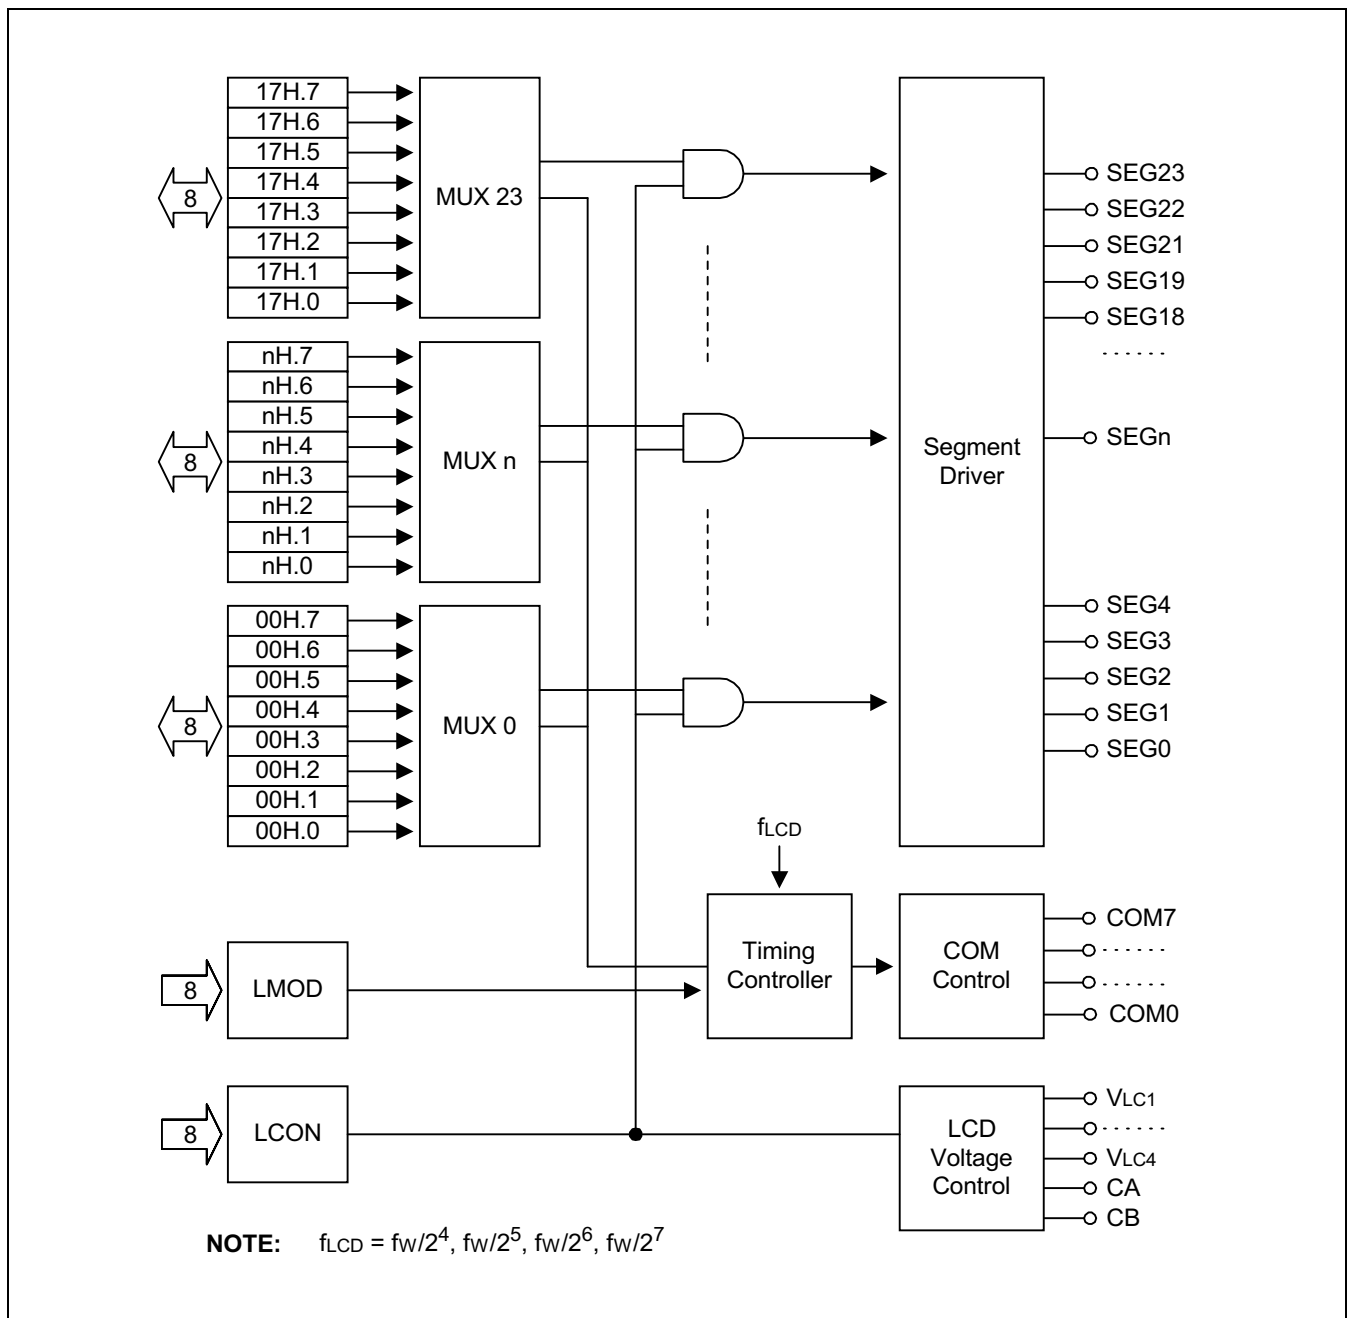 17H.7
17H.6
17H.5
17H.4
17H.3
17H.2
17H.1
17H.0
8
MUX 23
nH.7
nH.6
nH.5
nH.4
nH.3
nH.2
nH.1
nH.0
8
MUX n
00H.7
00H.6
00H.5
00H.4
00H.3
00H.2
00H.1
00H.0
8
MUX 0
Segment
Driver
SEG23
SEG22
SEG21
SEG19
SEG18
......
SEGn
SEG4
SEG3
SEG2
SEG1
SEG0
fLCD
8
LMOD
Timing
Controller
COM
Control
COM7
......
......
COM0
8
LCON
LCD
Voltage
Control
VLC1
......
VLC4
CA
CB
NOTE: fLCD = fw/2^4, fw/2^5, fw/2^6, fw/2^7